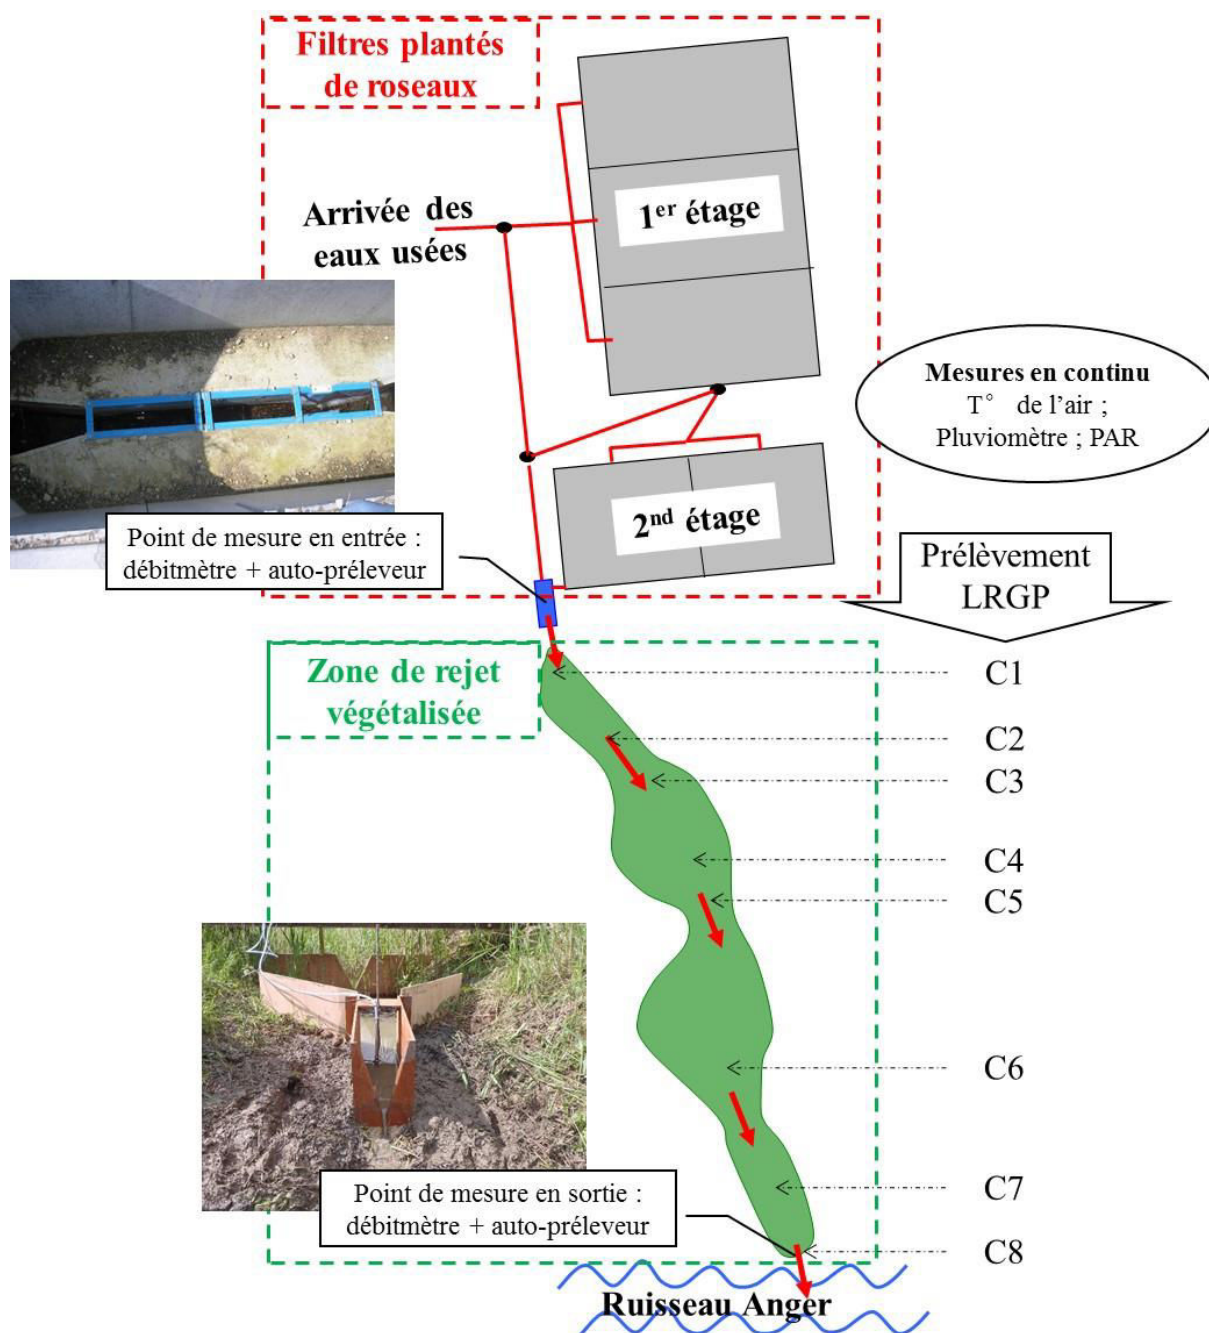 Filtres plantés
de roseaux
Arrivée des
eaux usées
1er étage
Mesures en continu
T° de l’air ;
Pluviomètre ; PAR
2nd étage
Point de mesure en entrée :
débitmètre + auto-préleveur
Prélèvement
LRGP
Zone de rejet
végétalisée
C1
C2
C3
C4
C5
C6
C7
C8
Point de mesure en sortie :
débitmètre + auto-préleveur
Ruisseau Anger